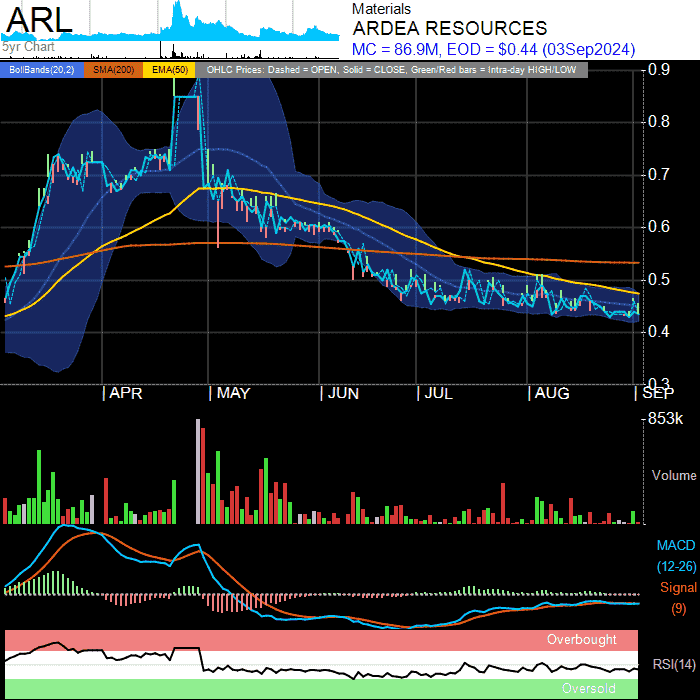 ARL
5yr Chart
Materials
ARDEA RESOURCES
MC = 86.9M, EOD = $0.44 (03Sep2024)
BollBands(20,2) SMA(200) EMA(50) OHLC Prices: Dashed = OPEN, Solid = CLOSE, Green/Red bars = Intra-day HIGH/LOW
0.9
0.8
0.7
0.6
0.5
0.4
0.3
| APR | MAY | JUN | JUL | AUG | SEP
853k
Volume
MACD
(12-26)
Signal
(9)
Overbought
RSI(14)
Oversold